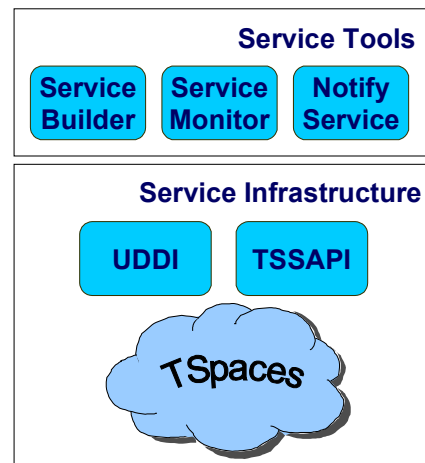 Service Tools
Service
Builder
Service
Monitor
Notify
Service
Service Infrastructure
UDDI
TSSAPI
TSpaces